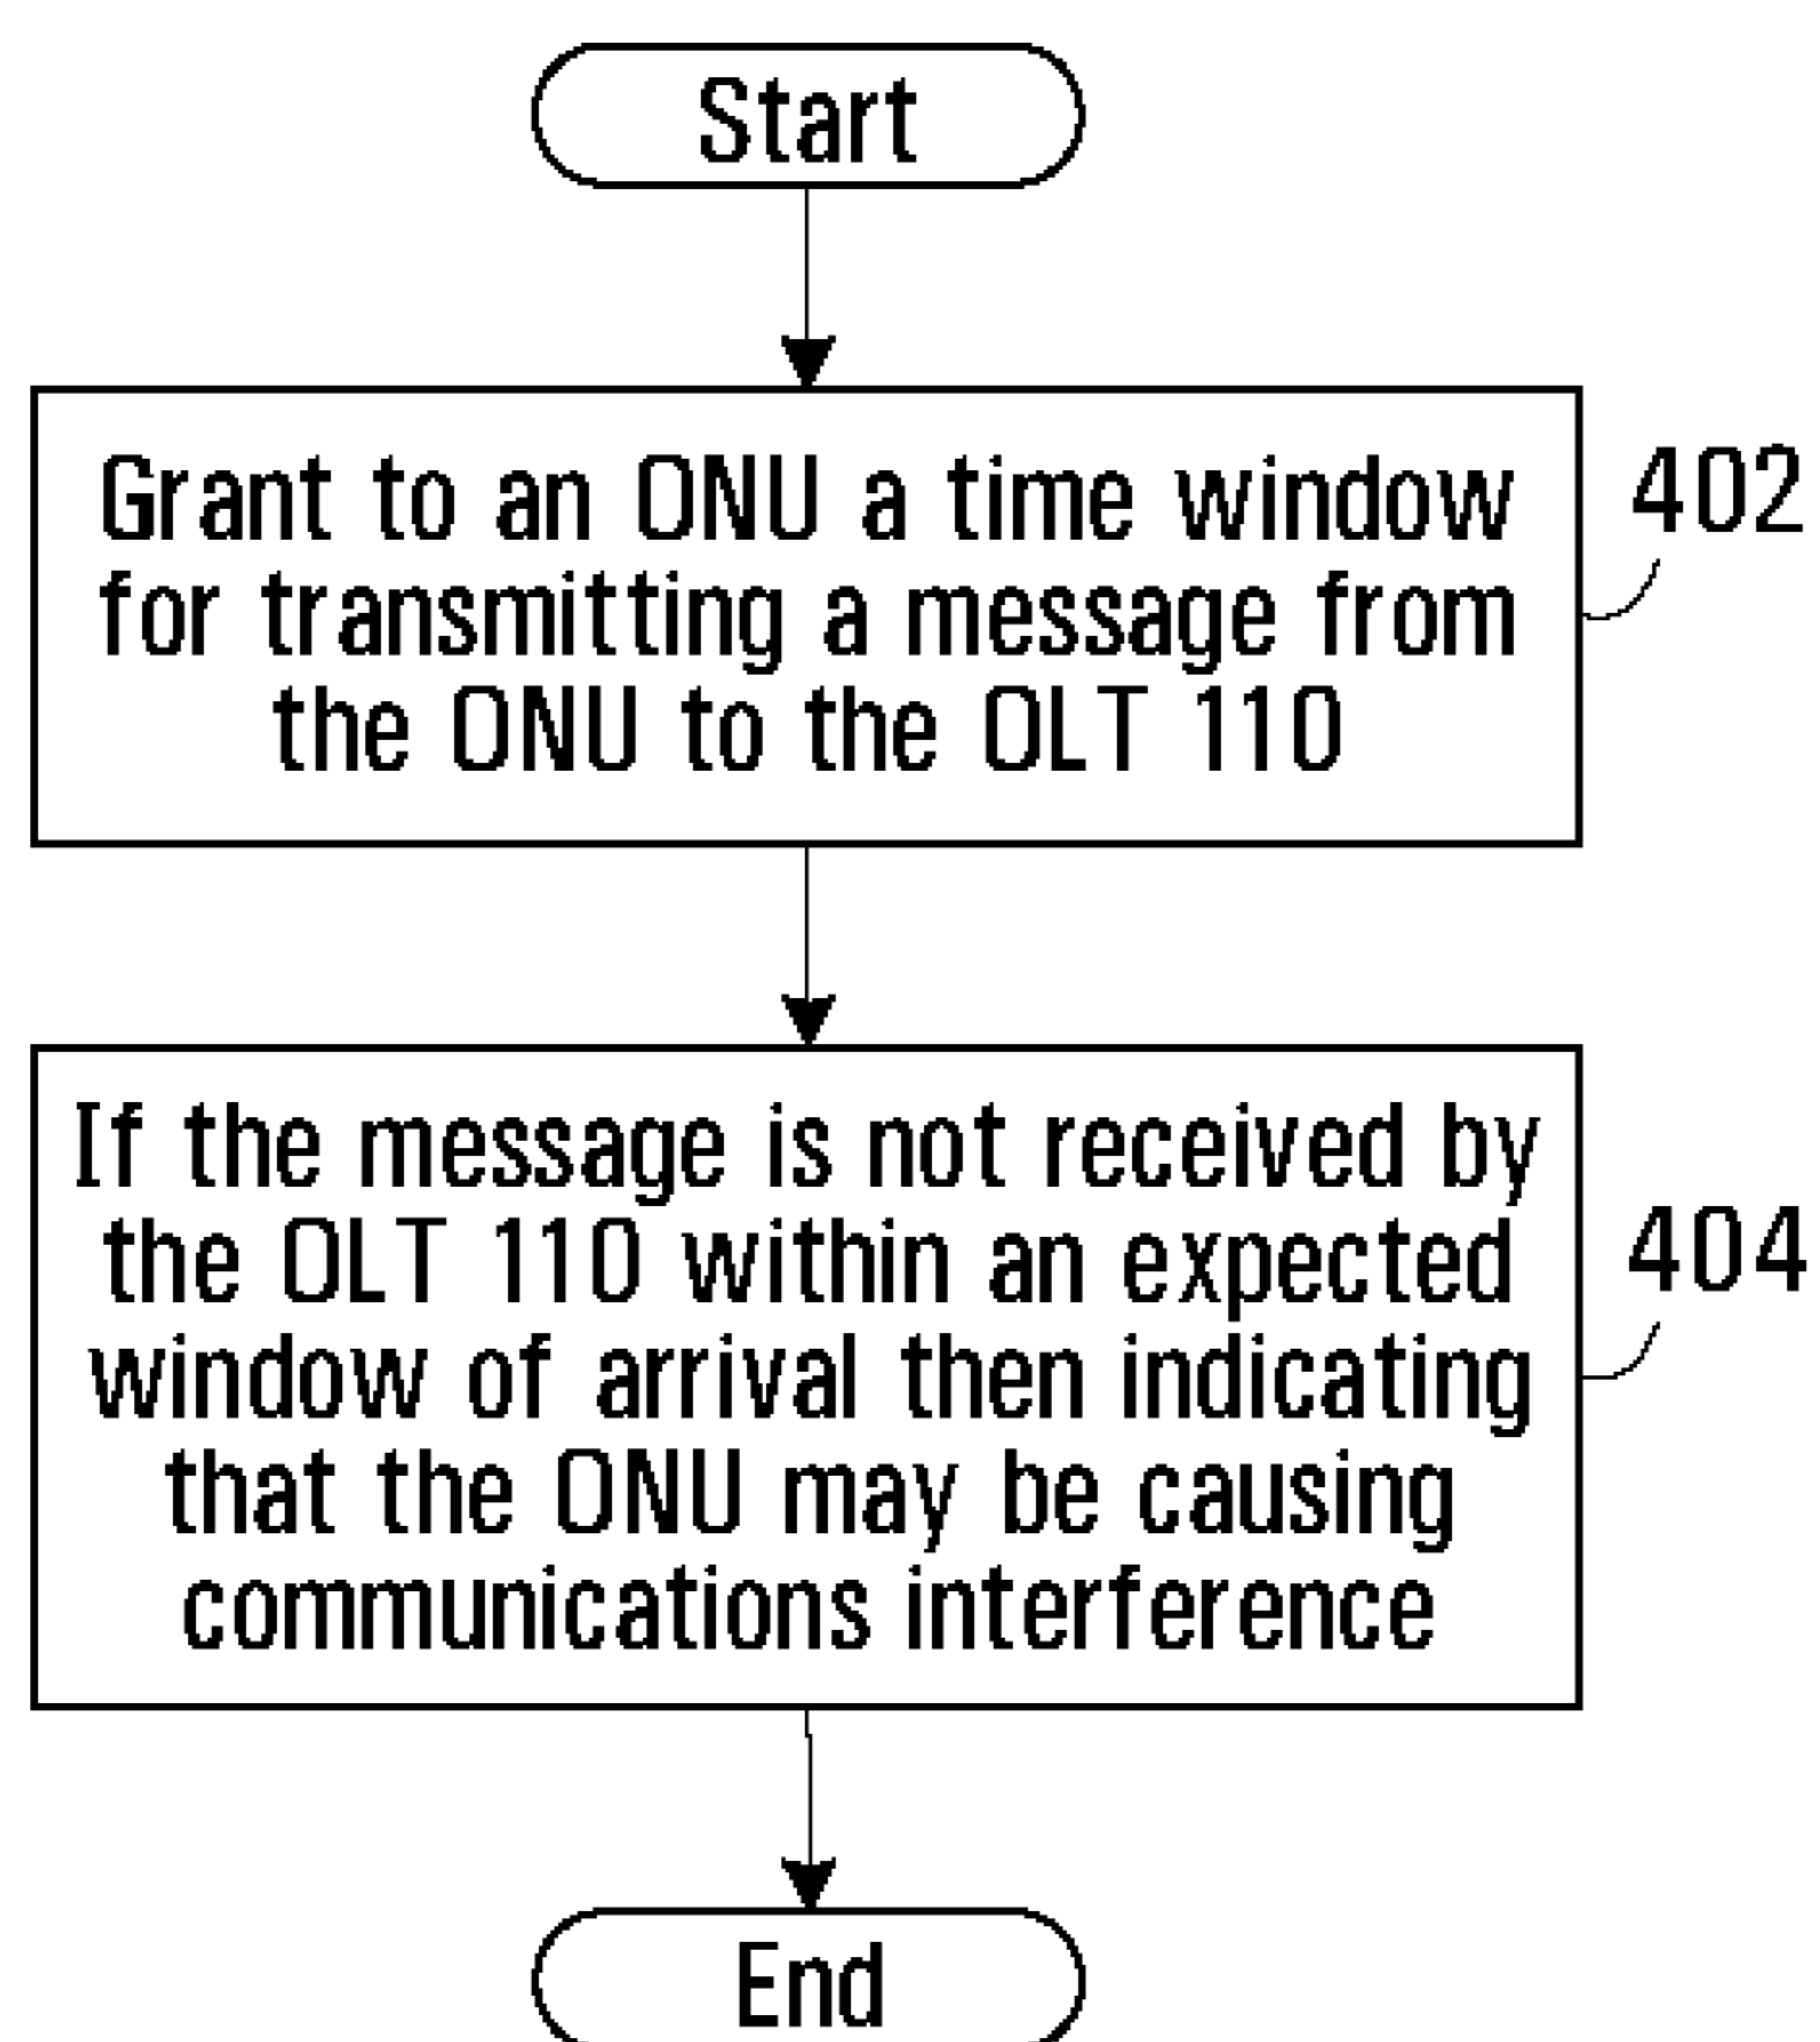 Start
Grant to an ONU a time window
for transmitting a message from
the ONU to the OLT 110
402
If the message is not received by
the OLT 110 within an expected
window of arrival then indicating
that the ONU may be causing
communications interference
404
End